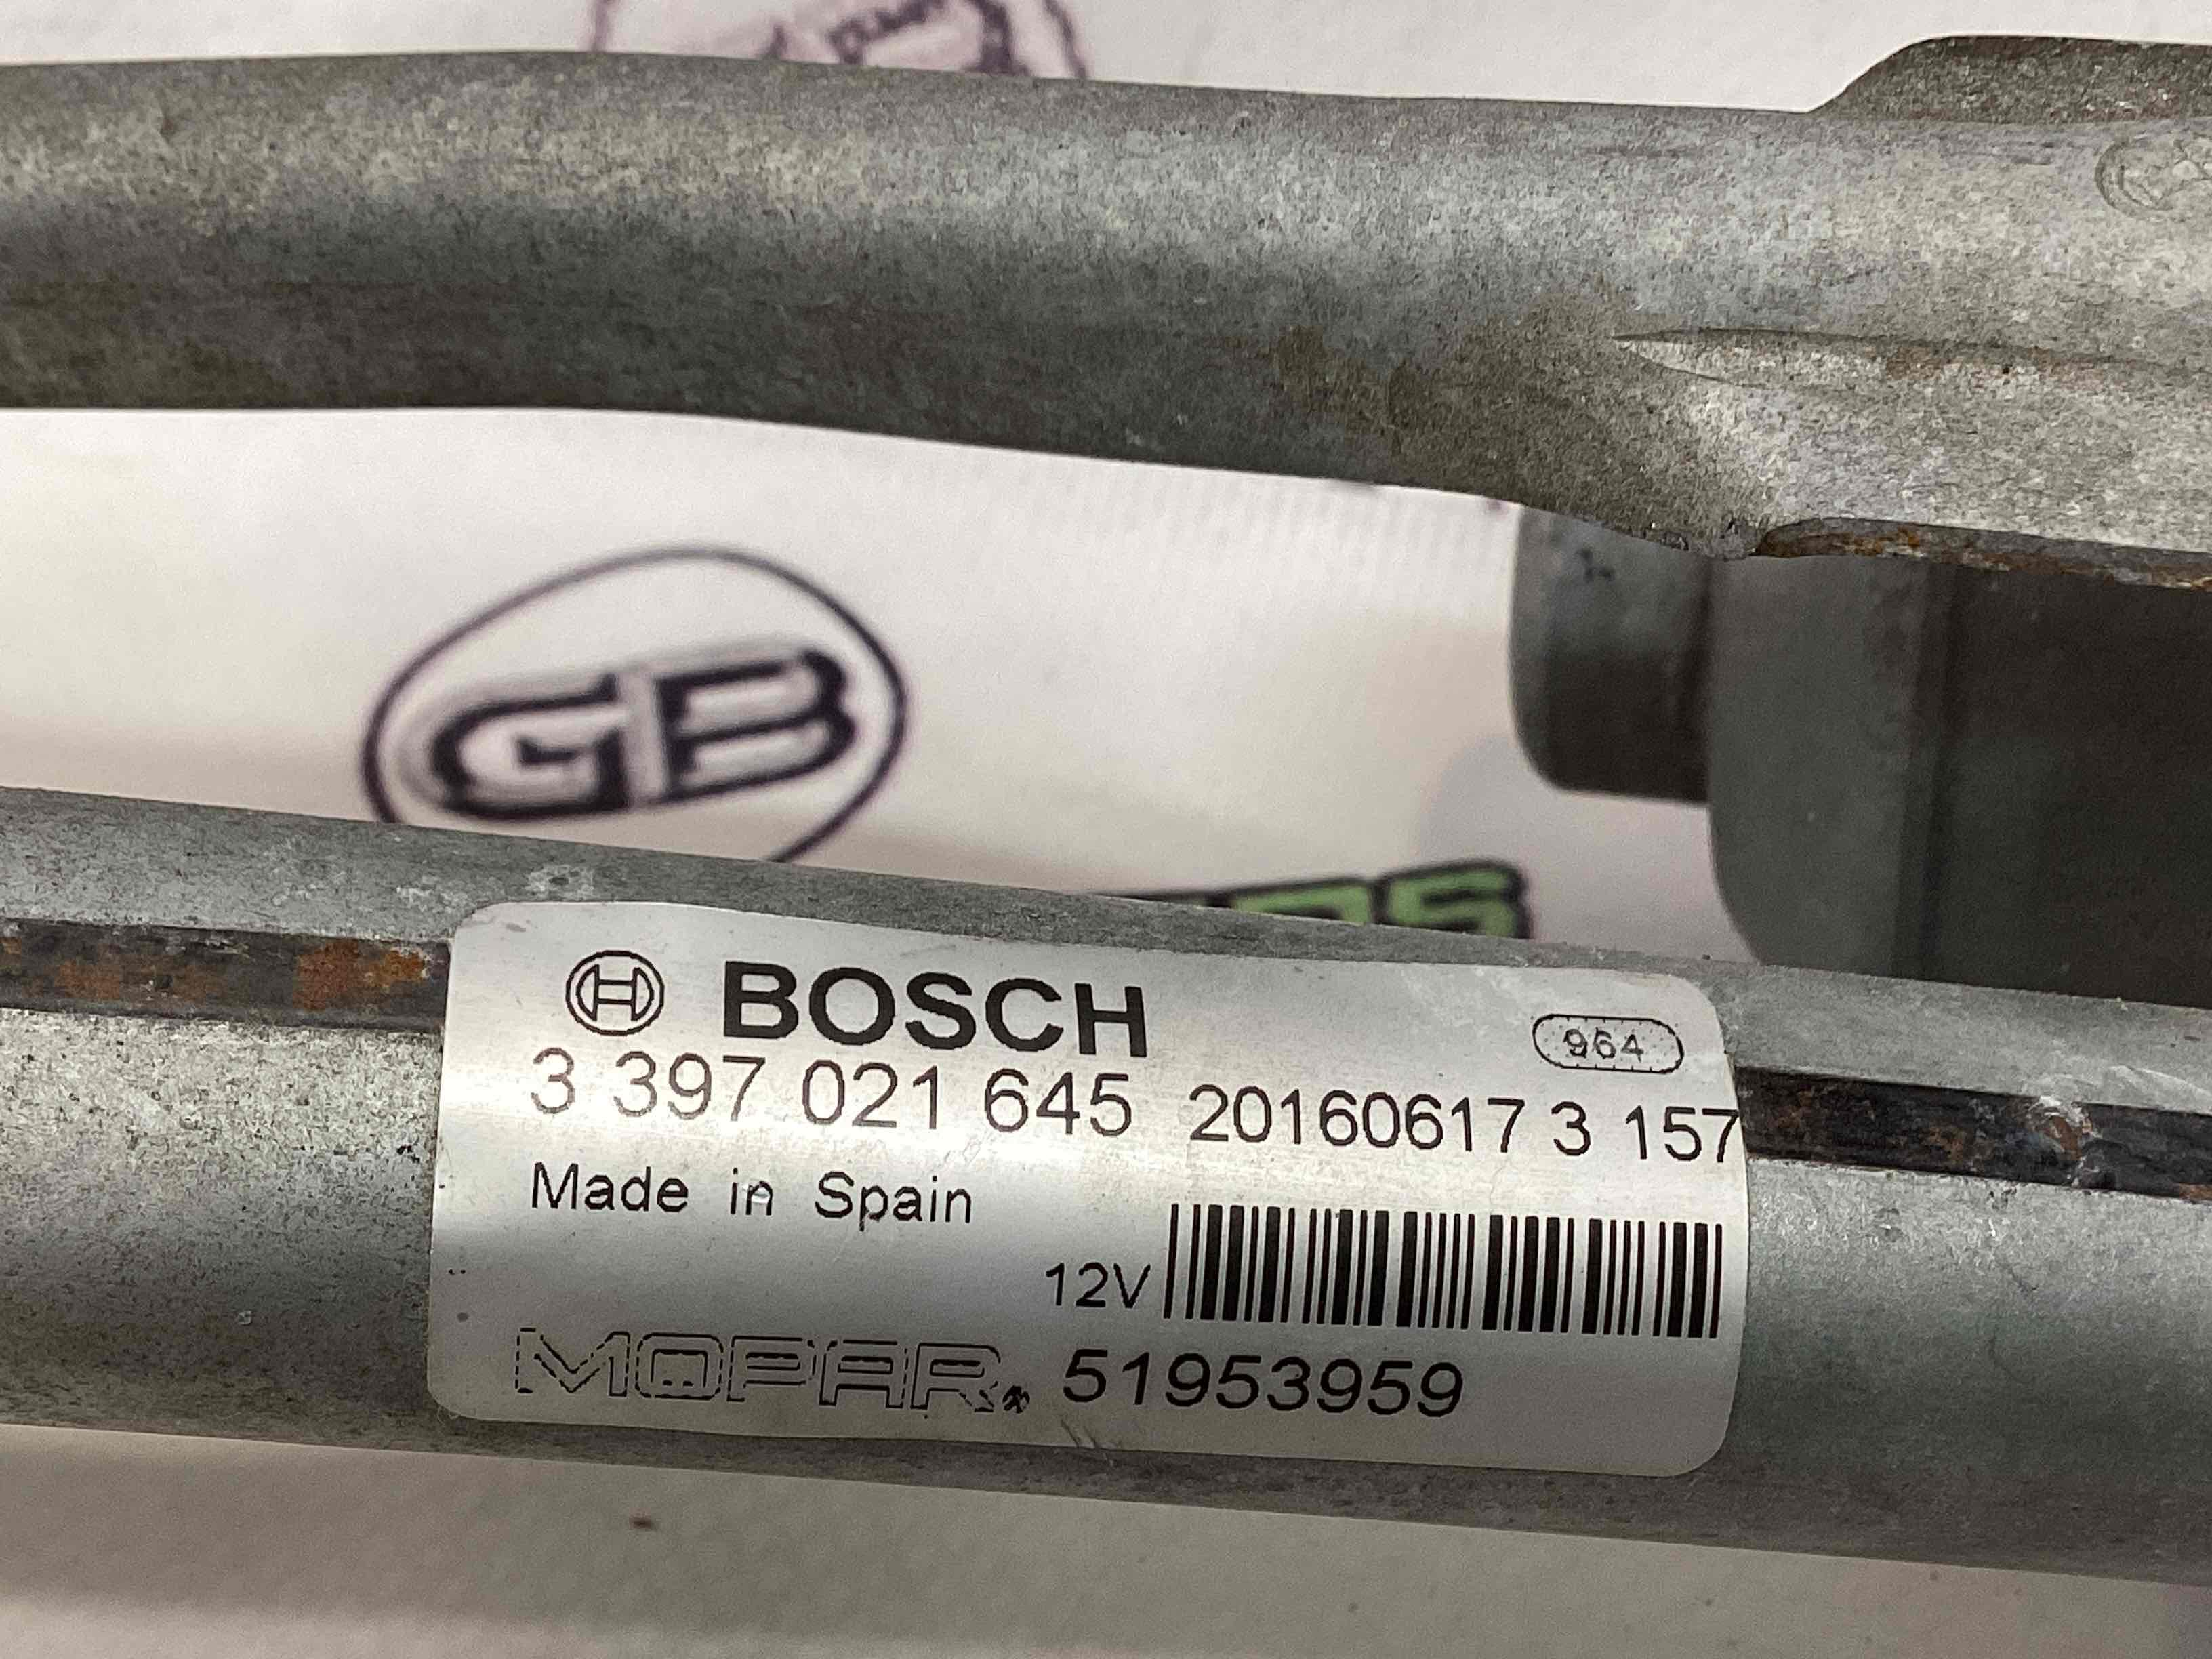 GB
BOSCH
964
3 397 021 645 20160617 3 157
Made in Spain
12V
MOPAR® 51953959